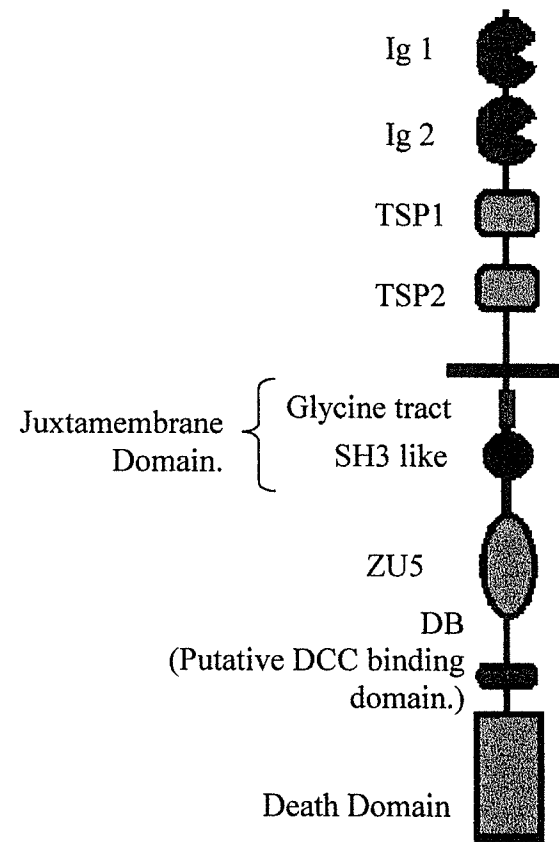 Ig 1
Ig 2
TSP1
TSP2
Juxtamembrane
Domain.
Glycine tract
SH3 like
ZU5
DB
(Putative DCC binding
domain.)
Death Domain